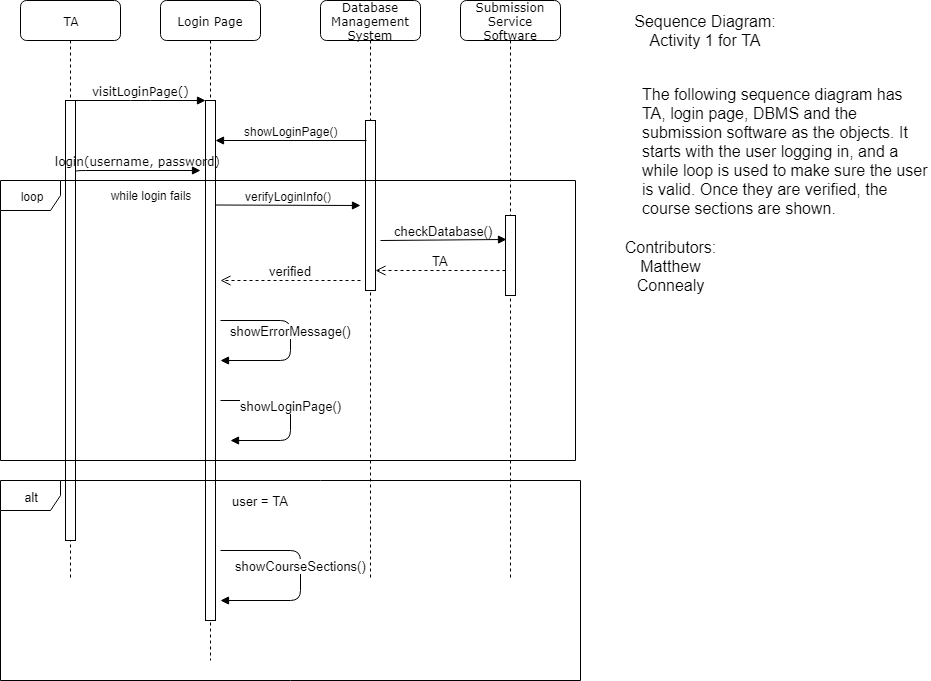 TA
Login Page
Database
Management
System
Submission
Service
Software
Sequence Diagram:
Activity 1 for TA
visitLoginPage()
The following sequence diagram has
TA, login page, DBMS and the
submission software as the objects. It
starts with the user logging in, and a
while loop is used to make sure the user
is valid. Once they are verified, the
course sections are shown.
showLoginPage()
login(username, password)
loop
while login fails
verifyLoginInfo()
checkDatabase()
TA
verified
Contributors:
Matthew
Connealy
showErrorMessage()
showLoginPage()
alt
user = TA
showCourseSections()